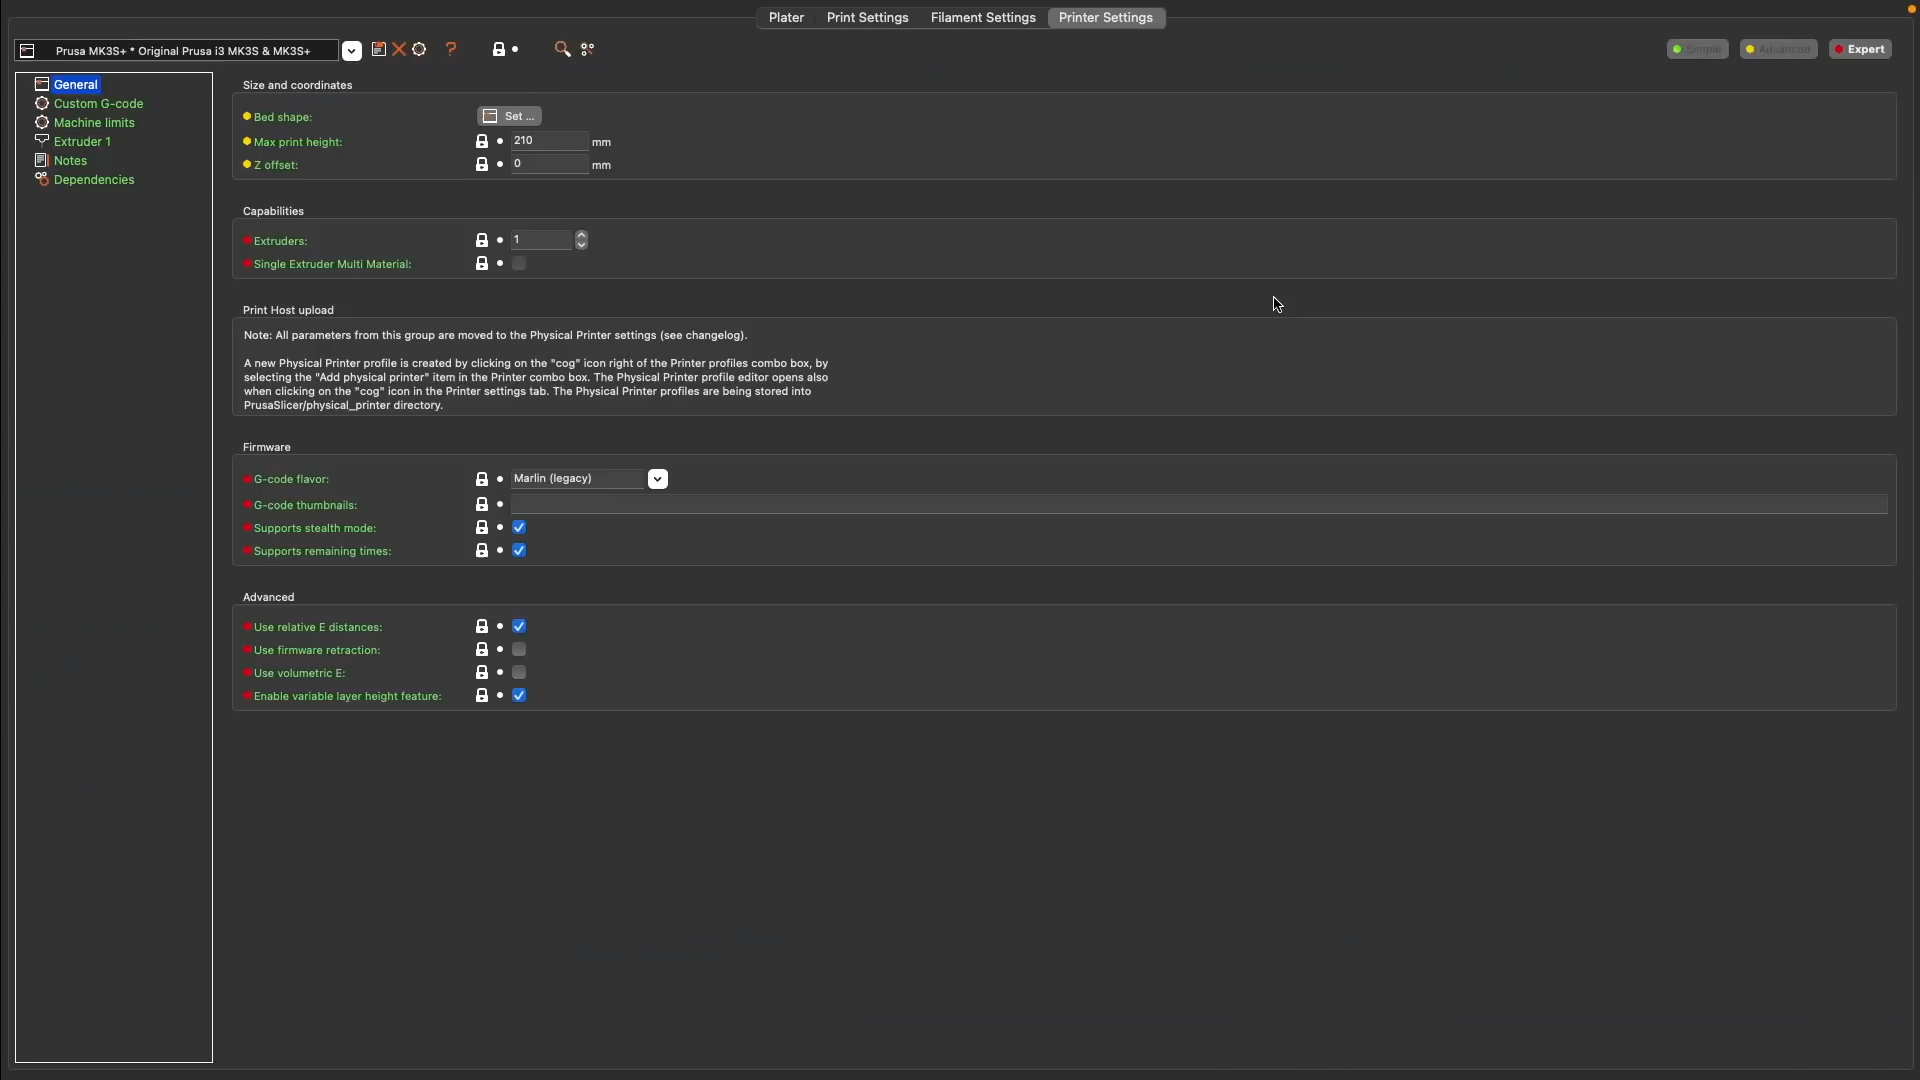 Plater Print Settings Filament Settings Printer Settings
Prusa MK3S+ * Original Prusa i3 MK3S & MK3S+
Simple Advanced Expert
General
Custom G-code
Machine limits
Extruder 1
Notes
Dependencies
Size and coordinates
Bed shape: Set ...
Max print height: 210 mm
Z offset: 0 mm
Capabilities
Extruders: 1
Single Extruder Multi Material:
Print Host upload
Note: All parameters from this group are moved to the Physical Printer settings (see changelog).
A new Physical Printer profile is created by clicking on the "cog" icon right of the Printer profiles combo box, by
selecting the "Add physical printer" item in the Printer combo box. The Physical Printer profile editor opens also
when clicking on the "cog" icon in the Printer settings tab. The Physical Printer profiles are being stored into
PrusaSlicer/physical_printer directory.
Firmware
G-code flavor: Marlin (legacy)
G-code thumbnails:
Supports stealth mode:
Supports remaining times:
Advanced
Use relative E distances:
Use firmware retraction:
Use volumetric E:
Enable variable layer height feature: